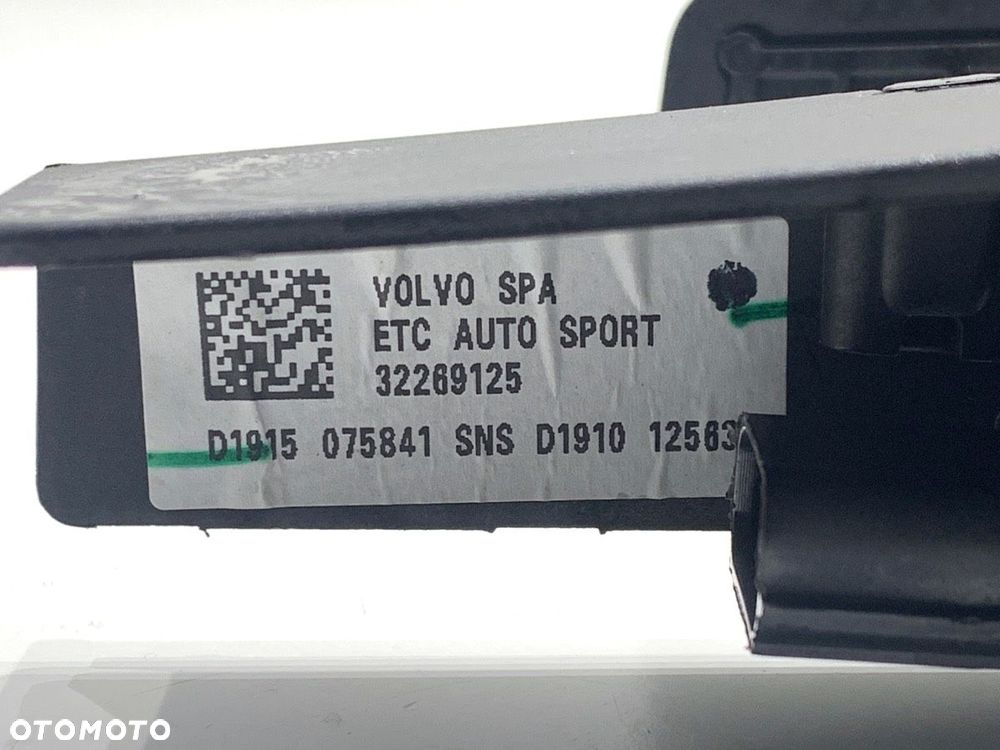 VOLVO SPA
ETC AUTO SPORT
32269125
D1915 075841 SNS D1910 12563
OTOMOTO